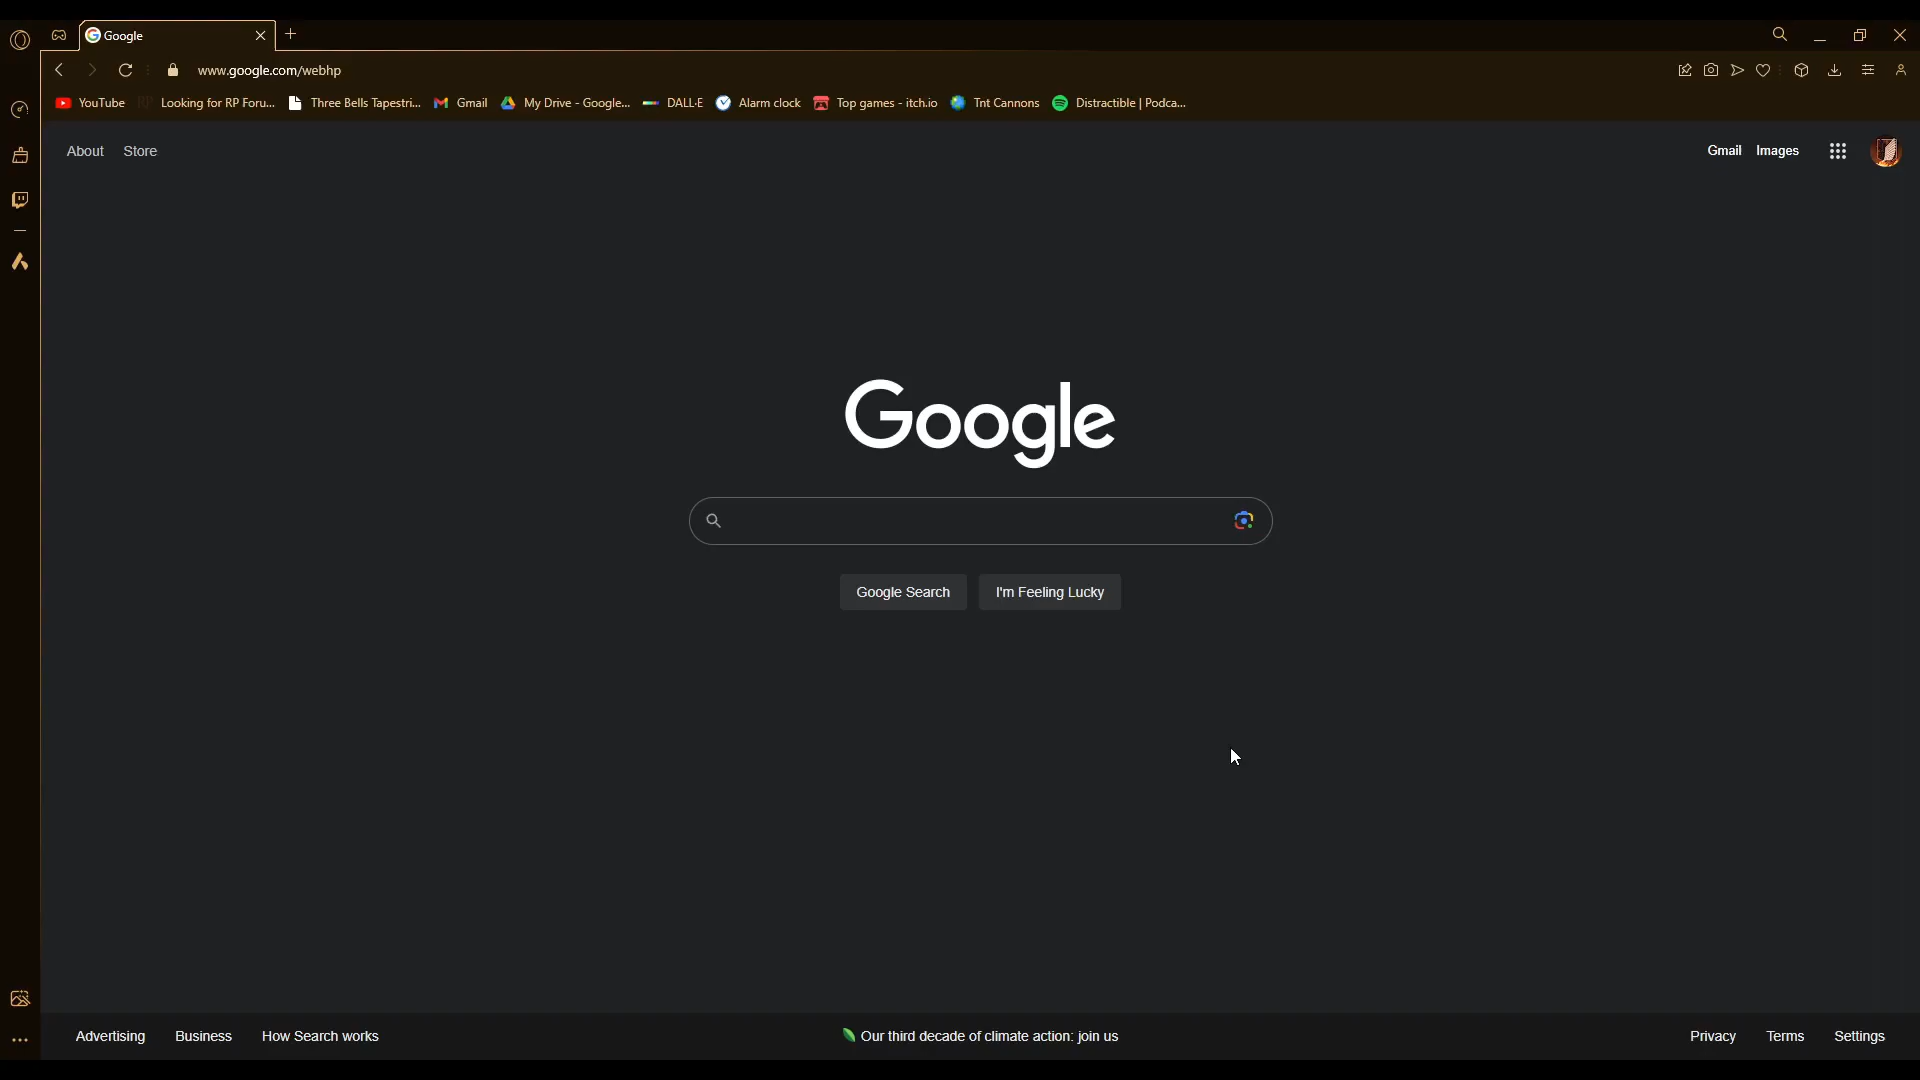 Google
www.google.com/webhp
YouTube Looking for RP Foru... Three Bells Tapestri... Gmail My Drive - Google... DALL·E Alarm clock Top games - itch.io Tnt Cannons Distractible | Podca...
About Store Gmail Images
Google
Google Search I'm Feeling Lucky
Advertising Business How Search works Our third decade of climate action: join us Privacy Terms Settings